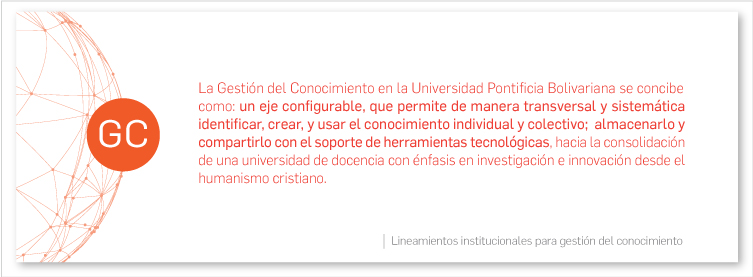 GC
La Gestión del Conocimiento en la Universidad Pontificia Bolivariana se concibe
como: un eje configurable, que permite de manera transversal y sistemática
identificar, crear, y usar el conocimiento individual y colectivo; almacenarlo y
compartirlo con el soporte de herramientas tecnológicas, hacia la consolidación
de una universidad de docencia con énfasis en investigación e innovación desde el
humanismo cristiano.
Lineamientos institucionales para gestión del conocimiento